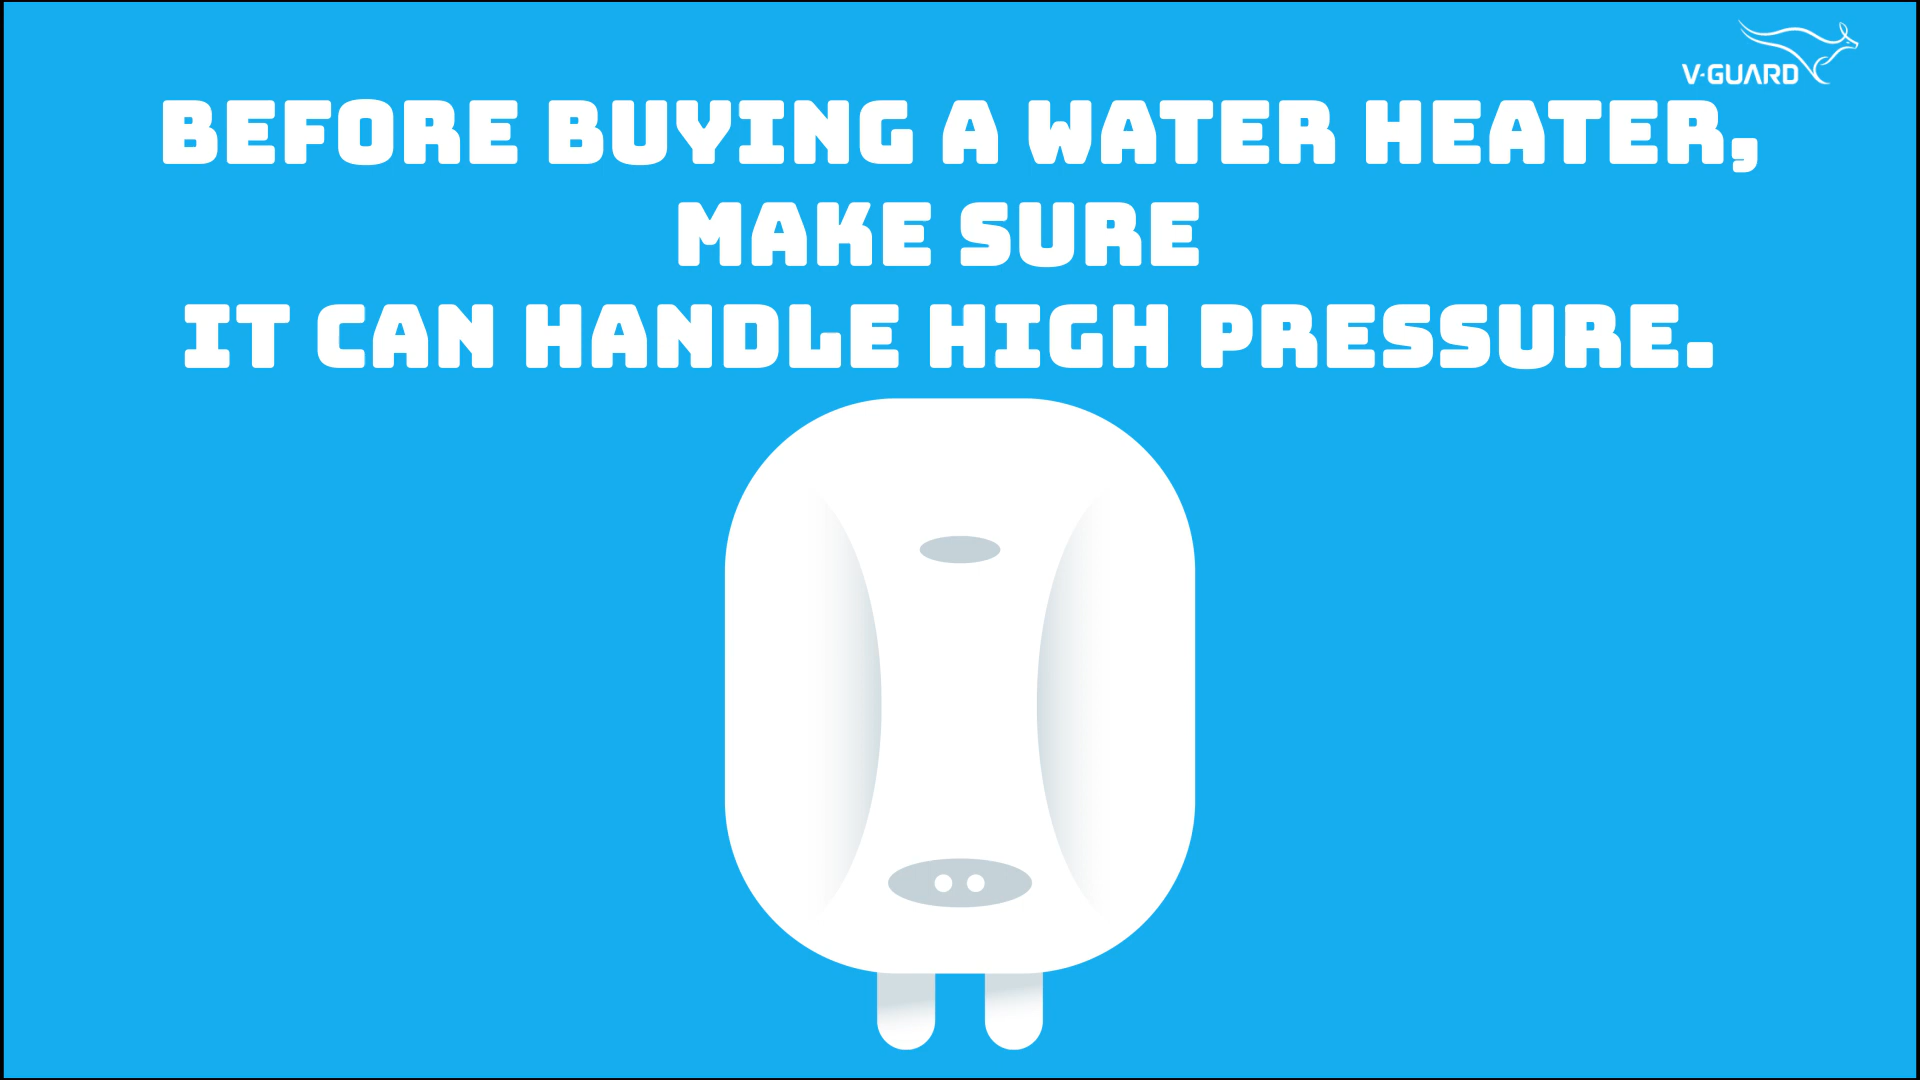 V-GUARD
BEFORE BUYING A WATER HEATER,
MAKE SURE
IT CAN HANDLE HIGH PRESSURE.